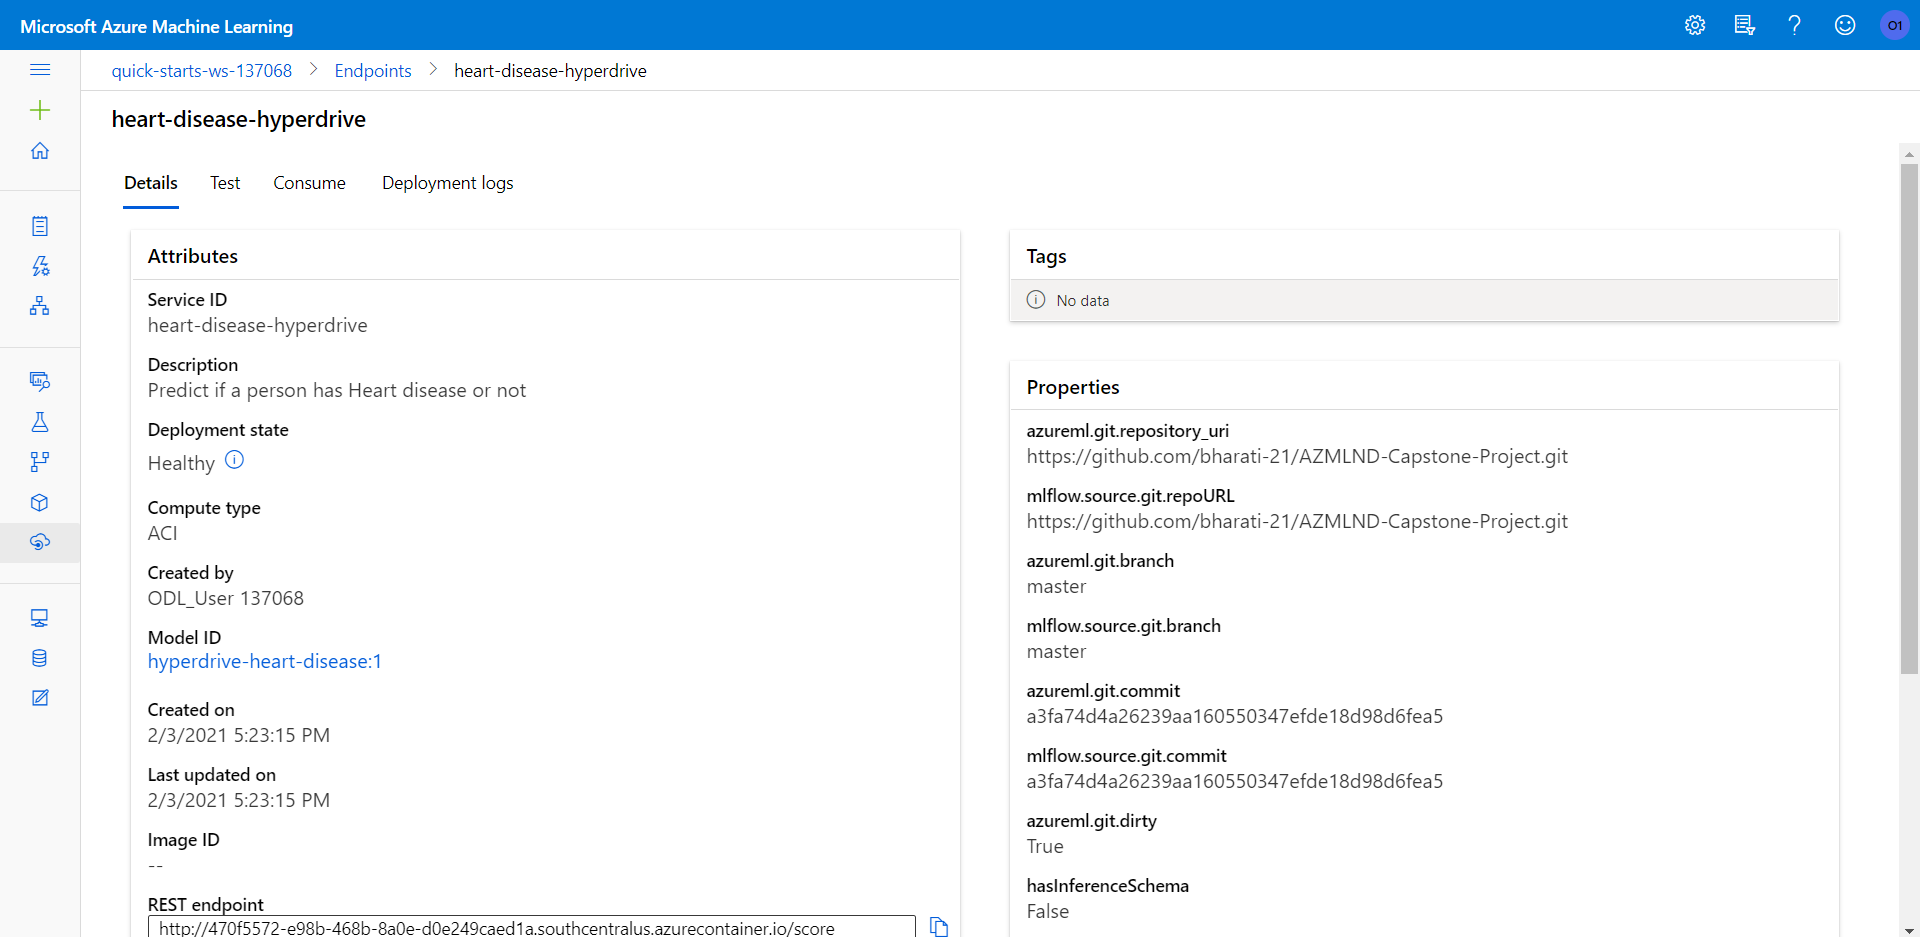 Microsoft Azure Machine Learning
O1
quick-starts-ws-137068 Endpoints heart-disease-hyperdrive
heart-disease-hyperdrive
Details Test Consume Deployment logs
Attributes
Service ID
heart-disease-hyperdrive
Description
Predict if a person has Heart disease or not
Deployment state
Healthy
Compute type
ACI
Created by
ODL_User 137068
Model ID
hyperdrive-heart-disease:1
Created on
2/3/2021 5:23:15 PM
Last updated on
2/3/2021 5:23:15 PM
Image ID
--
REST endpoint
http://470f5572-e98b-468b-8a0e-d0e249caed1a.southcentralus.azurecontainer.io/score
Tags
No data
Properties
azureml.git.repository_uri
https://github.com/bharati-21/AZMLND-Capstone-Project.git
mlflow.source.git.repoURL
https://github.com/bharati-21/AZMLND-Capstone-Project.git
azureml.git.branch
master
mlflow.source.git.branch
master
azureml.git.commit
a3fa74d4a26239aa160550347efde18d98d6fea5
mlflow.source.git.commit
a3fa74d4a26239aa160550347efde18d98d6fea5
azureml.git.dirty
True
hasInferenceSchema
False